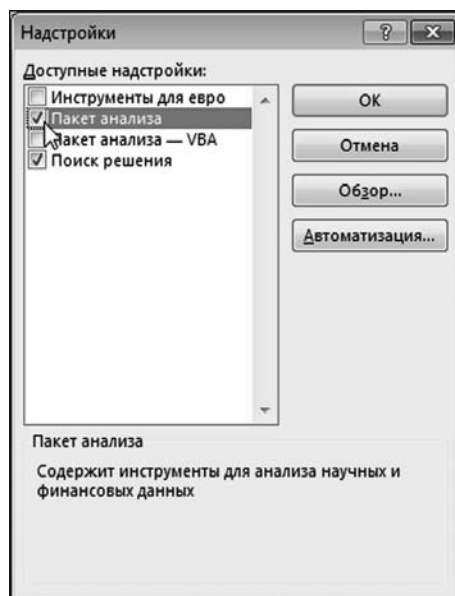 Надстройки
Доступные надстройки:
Инструменты для евро
Пакет анализа
Пакет анализа — VBA
Поиск решения
ОК
Отмена
Обзор...
Автоматизация...
Пакет анализа
Содержит инструменты для анализа научных и
финансовых данных